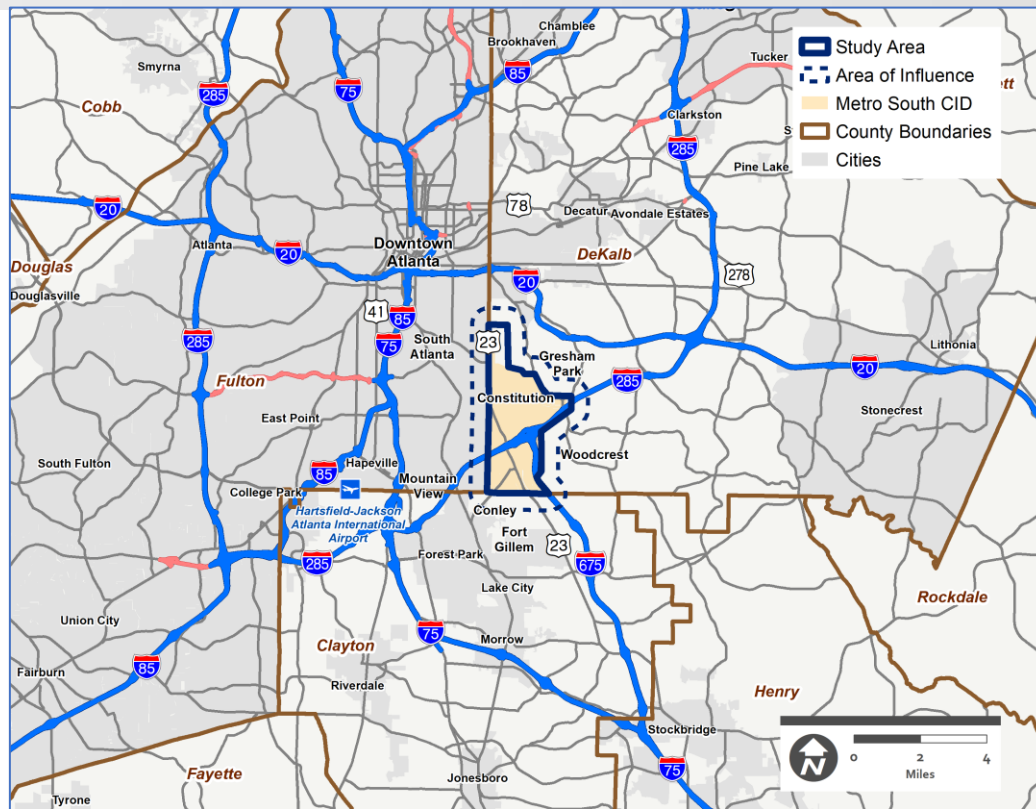 Chamblee
Brookhaven
Smyrna
Tucker
Cobb
285
75
85
ett
Clarkston
285
Pine Lake
20
78
Decatur
Avondale Estates
Atlanta
Downtown
Atlanta
DeKalb
20
20
278
Douglas
Douglasville
41
85
75
South
Atlanta
23
Gresham
Park
Lithonia
285
20
285
Fulton
Constitution
Stonecrest
East Point
Woodcrest
South Fulton
Hapeville
85
Mountain
View
College Park
Hartsfield-Jackson
Atlanta International
Airport
Conley
Fort
Gillem
23
285
Forest Park
675
Lake City
Rockdale
Union City
Clayton
75
Morrow
85
Fairburn
Riverdale
Henry
Stockbridge
75
Fayette
Jonesboro
Tyrone
Study Area
Area of Influence
Metro South CID
County Boundaries
Cities
N
0 2 4
Miles